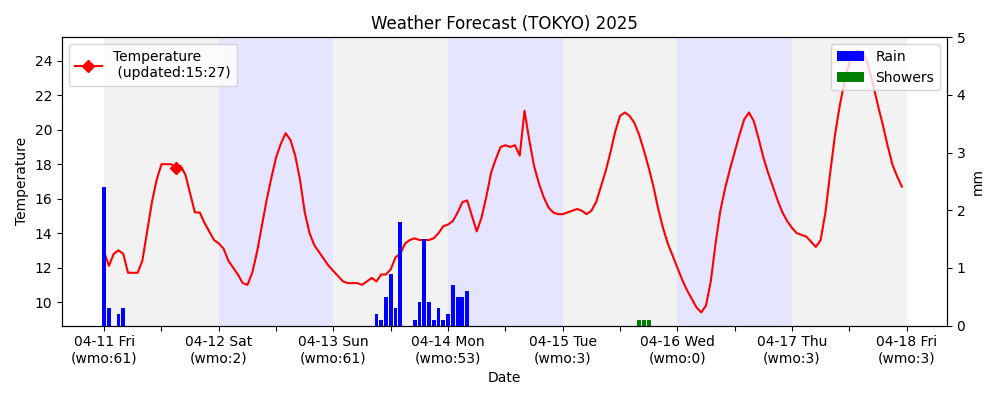 Weather Forecast (TOKYO) 2025
Temperature
(updated:15:27)
Rain
Showers
Temperature
24
22
20
18
16
14
12
10
5
4
3
2
1
0
mm
04-11 Fri
(wmo:61)
04-12 Sat
(wmo:2)
04-13 Sun
(wmo:61)
04-14 Mon
(wmo:53)
04-15 Tue
(wmo:3)
04-16 Wed
(wmo:0)
04-17 Thu
(wmo:3)
04-18 Fri
(wmo:3)
Date